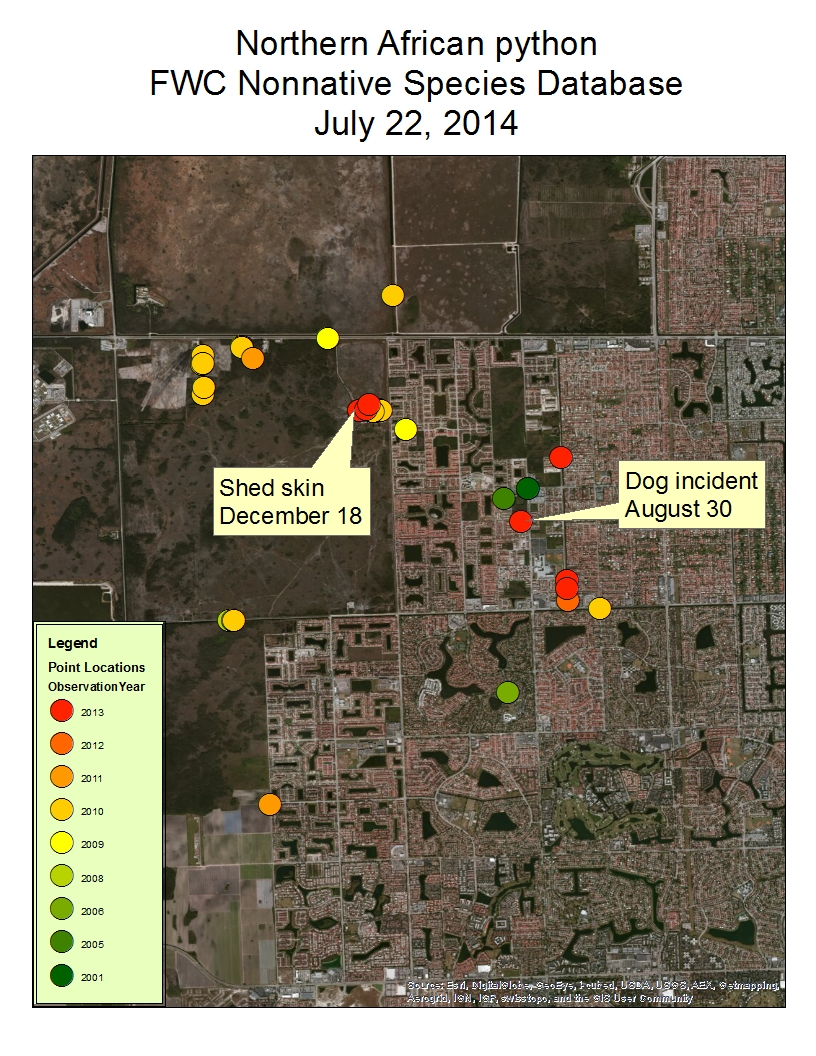 Northern African python
FWC Nonnative Species Database
July 22, 2014
Shed skin
December 18
Dog incident
August 30
Legend
Point Locations
ObservationYear
2013
2012
2011
2010
2009
2008
2006
2005
2001
Source: Esri, DigitalGlobe, GeoEye, i-cubed, USDA, USGS, AEX, Getmapping,
Aerogrid, IGN, IGP, swisstopo, and the GIS User Community